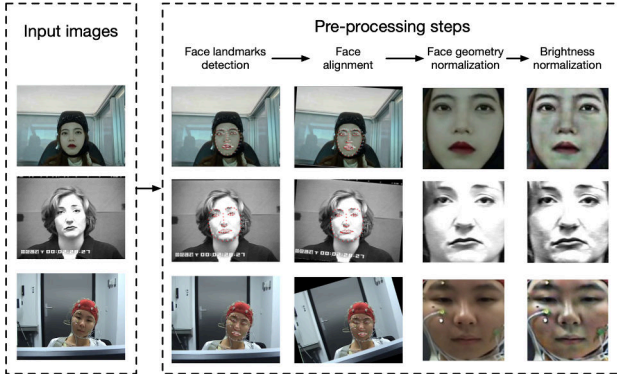 Input images
Pre-processing steps
Face landmarks
detection
Face
alignment
Face geometry
normalization
Brightness
normalization